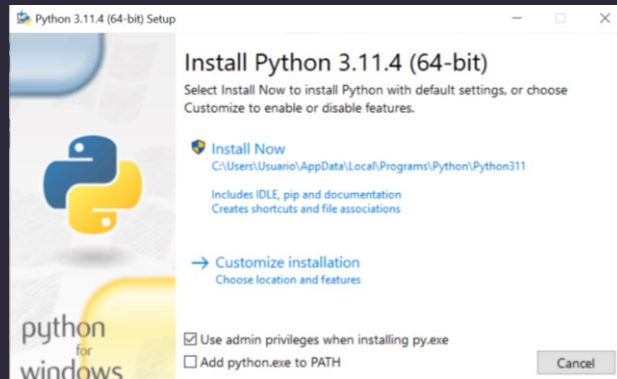 Python 3.11.4 (64-bit) Setup
Install Python 3.11.4 (64-bit)
Select Install Now to install Python with default settings, or choose
Customize to enable or disable features.
Install Now
C:\Users\Usuario\AppData\Local\Programs\Python\Python311
Includes IDLE, pip and documentation
Creates shortcuts and file associations
Customize installation
Choose location and features
python
for
windows
Use admin privileges when installing py.exe
Add python.exe to PATH
Cancel